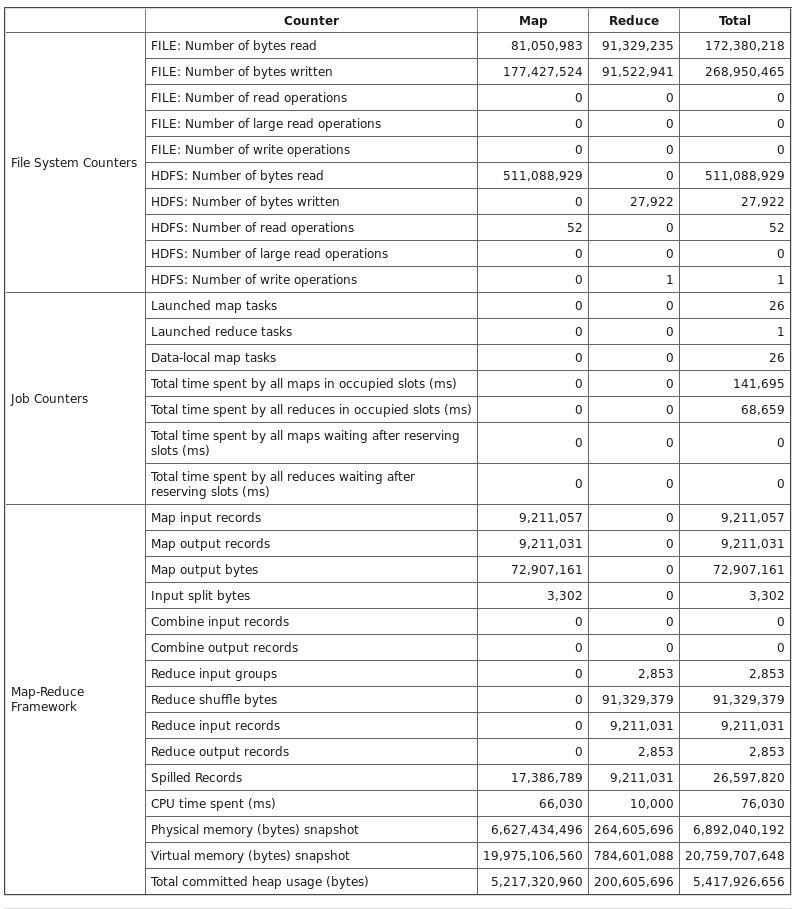 Counter Map Reduce Total
File System Counters
FILE: Number of bytes read 81,050,983 91,329,235 172,380,218
FILE: Number of bytes written 177,427,524 91,522,941 268,950,465
FILE: Number of read operations 0 0 0
FILE: Number of large read operations 0 0 0
FILE: Number of write operations 0 0 0
HDFS: Number of bytes read 511,088,929 0 511,088,929
HDFS: Number of bytes written 0 27,922 27,922
HDFS: Number of read operations 52 0 52
HDFS: Number of large read operations 0 0 0
HDFS: Number of write operations 0 1 1
Job Counters
Launched map tasks 0 0 26
Launched reduce tasks 0 0 1
Data-local map tasks 0 0 26
Total time spent by all maps in occupied slots (ms) 0 0 141,695
Total time spent by all reduces in occupied slots (ms) 0 0 68,659
Total time spent by all maps waiting after reserving
slots (ms) 0 0 0
Total time spent by all reduces waiting after
reserving slots (ms) 0 0 0
Map-Reduce
Framework
Map input records 9,211,057 0 9,211,057
Map output records 9,211,031 0 9,211,031
Map output bytes 72,907,161 0 72,907,161
Input split bytes 3,302 0 3,302
Combine input records 0 0 0
Combine output records 0 0 0
Reduce input groups 0 2,853 2,853
Reduce shuffle bytes 0 91,329,379 91,329,379
Reduce input records 0 9,211,031 9,211,031
Reduce output records 0 2,853 2,853
Spilled Records 17,386,789 9,211,031 26,597,820
CPU time spent (ms) 66,030 10,000 76,030
Physical memory (bytes) snapshot 6,627,434,496 264,605,696 6,892,040,192
Virtual memory (bytes) snapshot 19,975,106,560 784,601,088 20,759,707,648
Total committed heap usage (bytes) 5,217,320,960 200,605,696 5,417,926,656